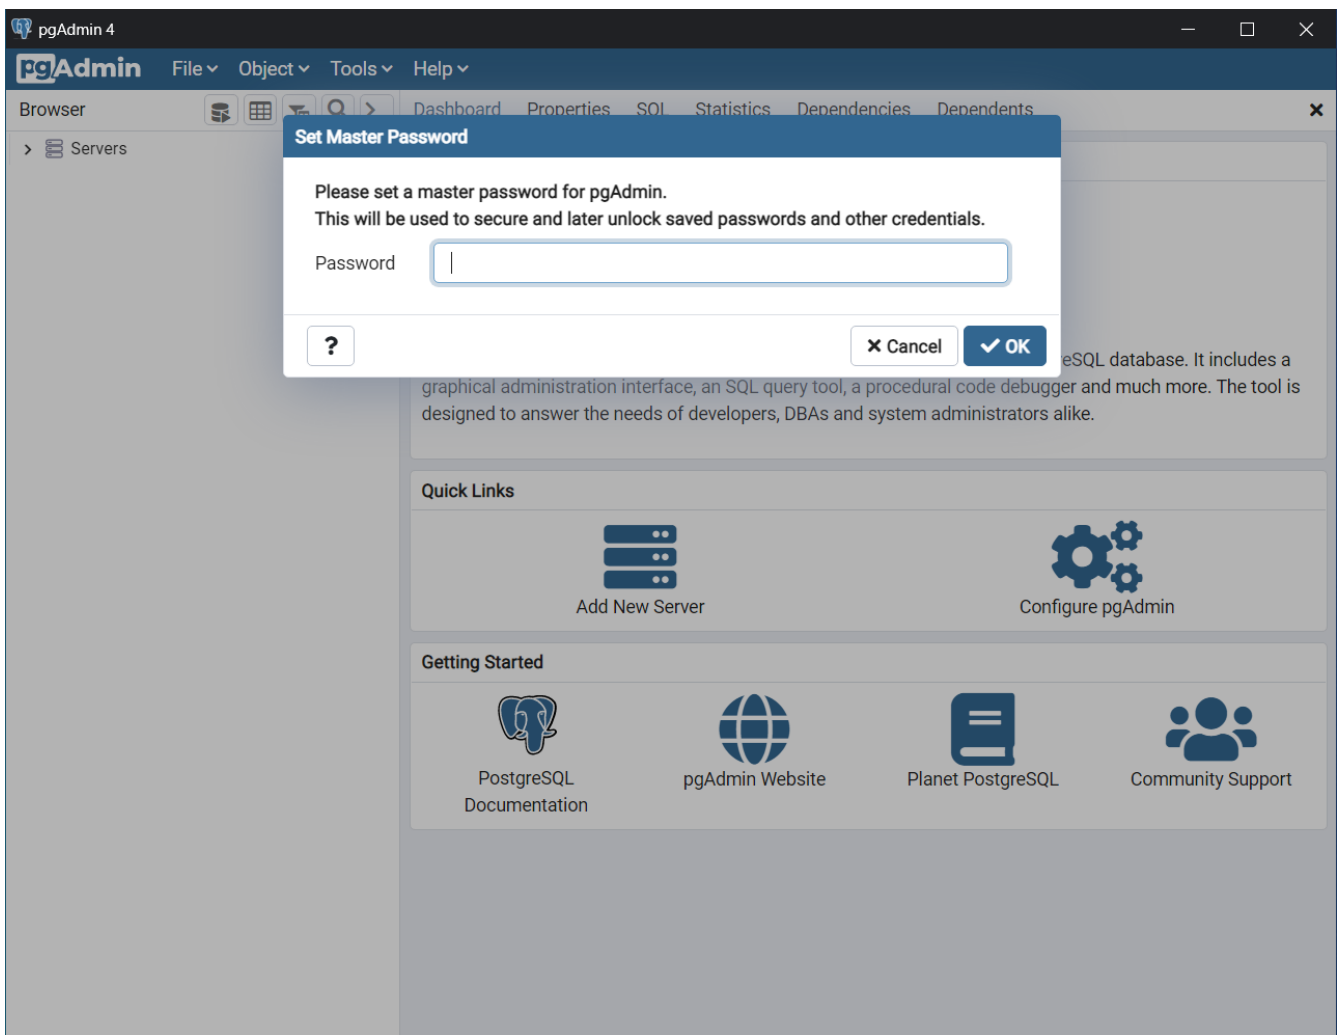 pgAdmin 4
pgAdmin File Object Tools Help
Browser
Dashboard Properties SQL Statistics Dependencies Dependents
Servers
Set Master Password
Please set a master password for pgAdmin.
This will be used to secure and later unlock saved passwords and other credentials.
Password
? Cancel OK
eSQL database. It includes a
graphical administration interface, an SQL query tool, a procedural code debugger and much more. The tool is
designed to answer the needs of developers, DBAs and system administrators alike.
Quick Links
Add New Server
Configure pgAdmin
Getting Started
PostgreSQL
Documentation
pgAdmin Website
Planet PostgreSQL
Community Support